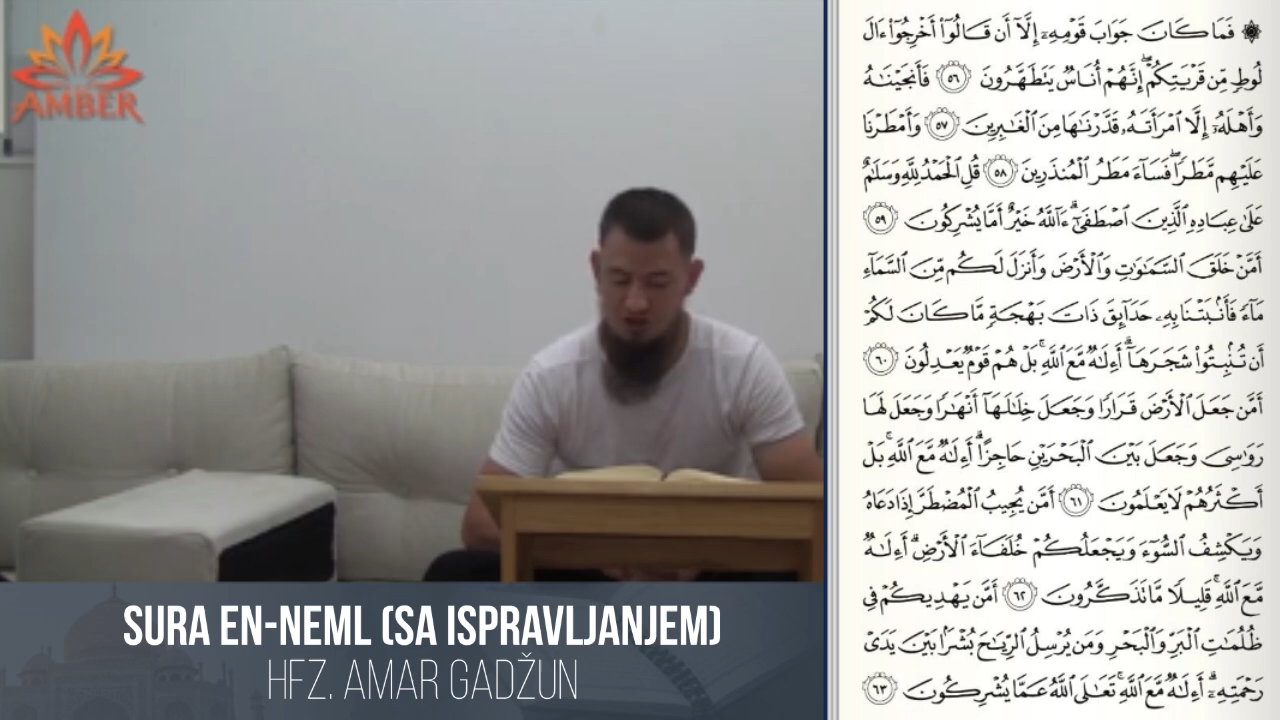 AMBER
۞ فَمَا كَانَ جَوَابَ قَوْمِهِۦٓ إِلَّآ أَن قَالُوٓا۟ أَخْرِجُوٓا۟ ءَالَ
لُوطٍ مِّن قَرْيَتِكُمْ ۖ إِنَّهُمْ أُنَاسٌ يَتَطَهَّرُونَ ٥٦ فَأَنجَيْنَـٰهُ
وَأَهْلَهُۥٓ إِلَّا ٱمْرَأَتَهُۥ قَدَّرْنَـٰهَا مِنَ ٱلْغَـٰبِرِينَ ٥٧ وَأَمْطَرْنَا
عَلَيْهِم مَّطَرًا ۖ فَسَآءَ مَطَرُ ٱلْمُنذَرِينَ ٥٨ قُلِ ٱلْحَمْدُ لِلَّهِ وَسَلَـٰمٌ
عَلَىٰ عِبَادِهِ ٱلَّذِينَ ٱصْطَفَىٰٓ ۗ ءَآللَّهُ خَيْرٌ أَمَّا يُشْرِكُونَ ٥٩
أَمَّنْ خَلَقَ ٱلسَّمَـٰوَٰتِ وَٱلْأَرْضَ وَأَنزَلَ لَكُم مِّنَ ٱلسَّمَآءِ
مَآءً فَأَنۢبَتْنَا بِهِۦ حَدَآئِقَ ذَاتَ بَهْجَةٍ مَّا كَانَ لَكُمْ
أَن تُنۢبِتُوا۟ شَجَرَهَآ ۗ أَءِلَـٰهٌ مَّعَ ٱللَّهِ ۚ بَلْ هُمْ قَوْمٌ يَعْدِلُونَ ٦٠
أَمَّن جَعَلَ ٱلْأَرْضَ قَرَارًا وَجَعَلَ خِلَـٰلَهَآ أَنْهَـٰرًا وَجَعَلَ لَهَا
رَوَٰسِىَ وَجَعَلَ بَيْنَ ٱلْبَحْرَيْنِ حَاجِزًا ۗ أَءِلَـٰهٌ مَّعَ ٱللَّهِ ۚ بَلْ
أَكْثَرُهُمْ لَا يَعْلَمُونَ ٦١ أَمَّن يُجِيبُ ٱلْمُضْطَرَّ إِذَا دَعَاهُ
وَيَكْشِفُ ٱلسُّوٓءَ وَيَجْعَلُكُمْ خُلَفَآءَ ٱلْأَرْضِ ۗ أَءِلَـٰهٌ
مَّعَ ٱللَّهِ ۚ قَلِيلًا مَّا تَذَكَّرُونَ ٦٢ أَمَّن يَهْدِيكُمْ فِى
ظُلُمَـٰتِ ٱلْبَرِّ وَٱلْبَحْرِ وَمَن يُرْسِلُ ٱلرِّيَـٰحَ بُشْرًۢا بَيْنَ يَدَىْ
رَحْمَتِهِۦٓ ۗ أَءِلَـٰهٌ مَّعَ ٱللَّهِ ۚ تَعَـٰلَى ٱللَّهُ عَمَّا يُشْرِكُونَ ٦٣
SURA EN-NEML (SA ISPRAVLJANJEM)
HFZ. AMAR GADŽUN